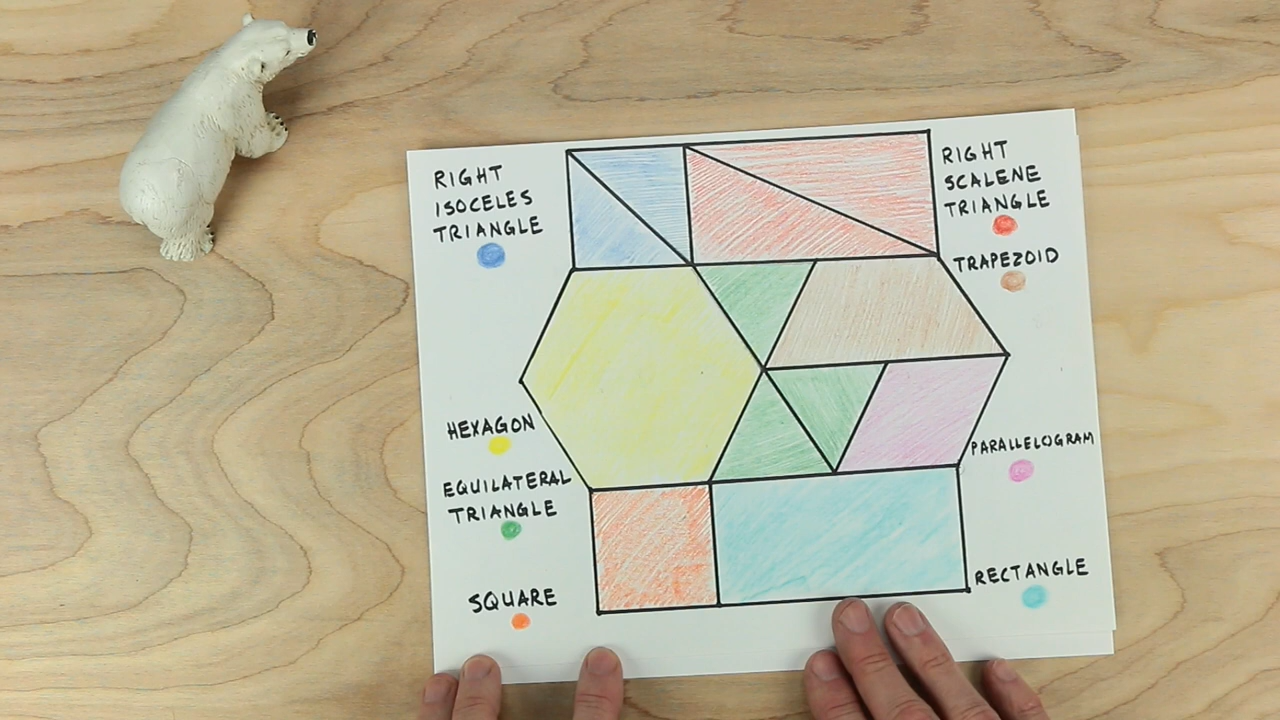 RIGHT
ISOCELES
TRIANGLE
RIGHT
SCALENE
TRIANGLE
TRAPEZOID
HEXAGON
EQUILATERAL
TRIANGLE
PARALLELOGRAM
SQUARE
RECTANGLE